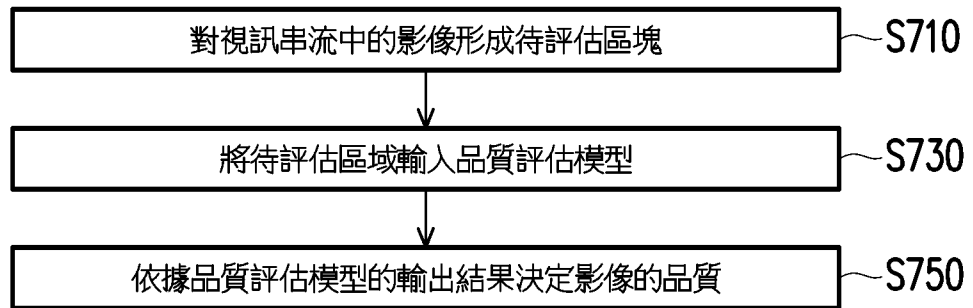 對視訊串流中的影像形成待評估區塊
S710
將待評估區域輸入品質評估模型
S730
依據品質評估模型的輸出結果決定影像的品質
S750